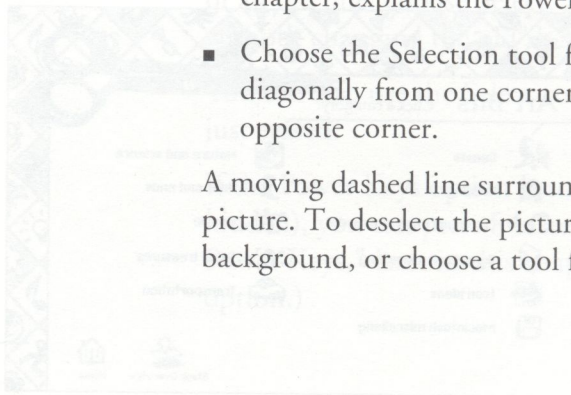 chapter, explains the Power
■ Choose the Selection tool f
diagonally from one corner
opposite corner.
A moving dashed line surroun
picture. To deselect the pictur
background, or choose a tool f